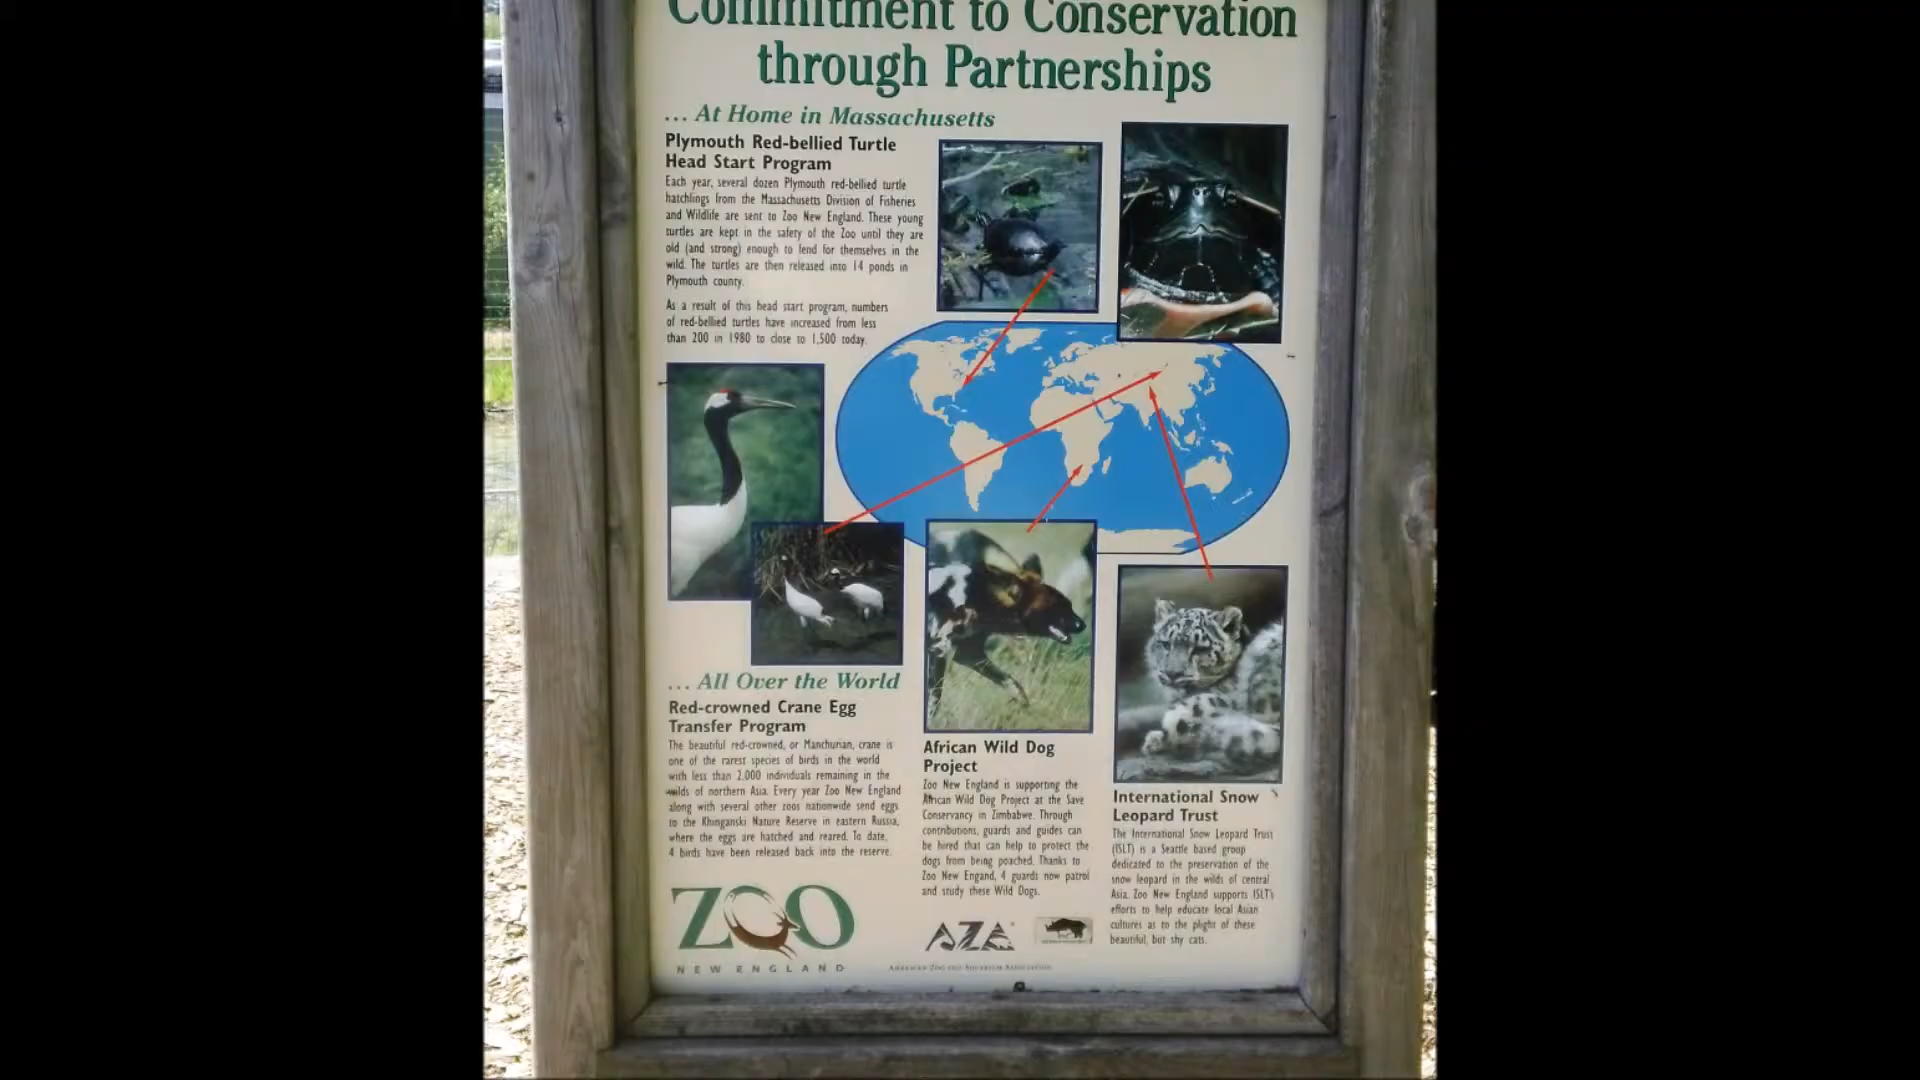 Commitment to Conservation
through Partnerships
... At Home in Massachusetts
Plymouth Red-bellied Turtle
Head Start Program
Each year, several dozen Plymouth red-bellied turtle
hatchlings from the Massachusetts Division of Fisheries
and Wildlife are sent to Zoo New England. These young
turtles are kept in the safety of the Zoo until they are
old (and strong) enough to fend for themselves in the
wild. The turtles are then released into 14 ponds in
Plymouth county.
As a result of this head start program, numbers
of red-bellied turtles have increased from less
than 200 in 1980 to close to 1,500 today.
... All Over the World
Red-crowned Crane Egg
Transfer Program
The beautiful red-crowned, or Manchurian, crane is
one of the rarest species of birds in the world
with less than 2,000 individuals remaining in the
wilds of northern Asia. Every year Zoo New England
along with several other zoos nationwide send eggs
to the Khinganski Nature Reserve in eastern Russia,
where the eggs are hatched and reared. To date,
4 birds have been released back into the reserve.
African Wild Dog
Project
Zoo New England is supporting the
African Wild Dog Project at the Save
Conservancy in Zimbabwe. Through
contributions, guards and guides can
be hired that can help to protect the
dogs from being poached. Thanks to
Zoo New Engand, 4 guards now patrol
and study these Wild Dogs.
International Snow
Leopard Trust
The International Snow Leopard Trust
(ISLT) is a Seattle based group
dedicated to the preservation of the
snow leopard in the wilds of central
Asia. Zoo New England supports ISLT's
efforts to help educate local Asian
cultures as to the plight of these
beautiful, but shy cats.
ZOO
NEW ENGLAND
AZA
American Zoo and Aquarium Association